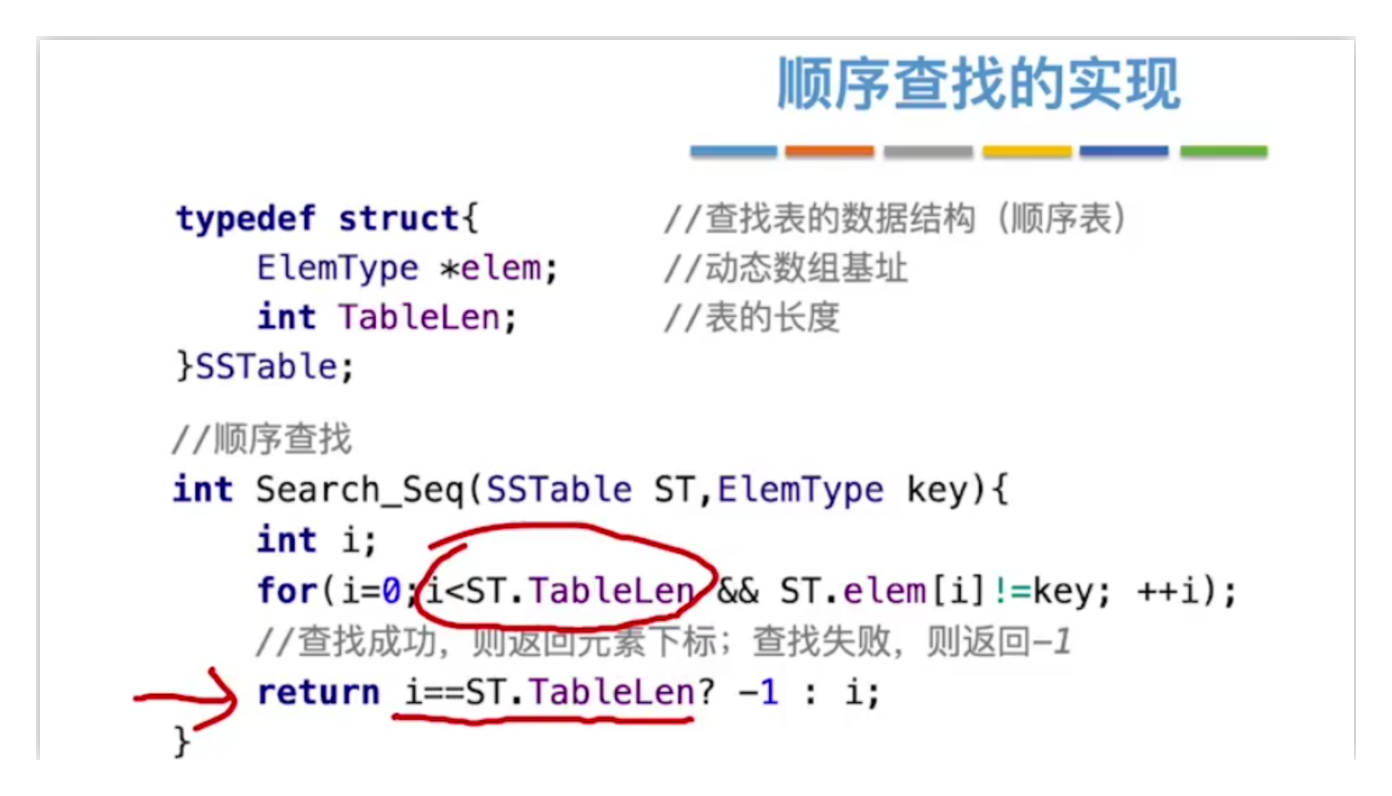 顺序查找的实现
typedef struct{ //查找表的数据结构（顺序表）
ElemType *elem; //动态数组基址
int TableLen; //表的长度
}SSTable;
//顺序查找
int Search_Seq(SSTable ST,ElemType key){
int i;
for(i=0;i<ST.TableLen && ST.elem[i]!=key; ++i);
//查找成功，则返回元素下标；查找失败，则返回-1
return i==ST.TableLen? -1 : i;
}